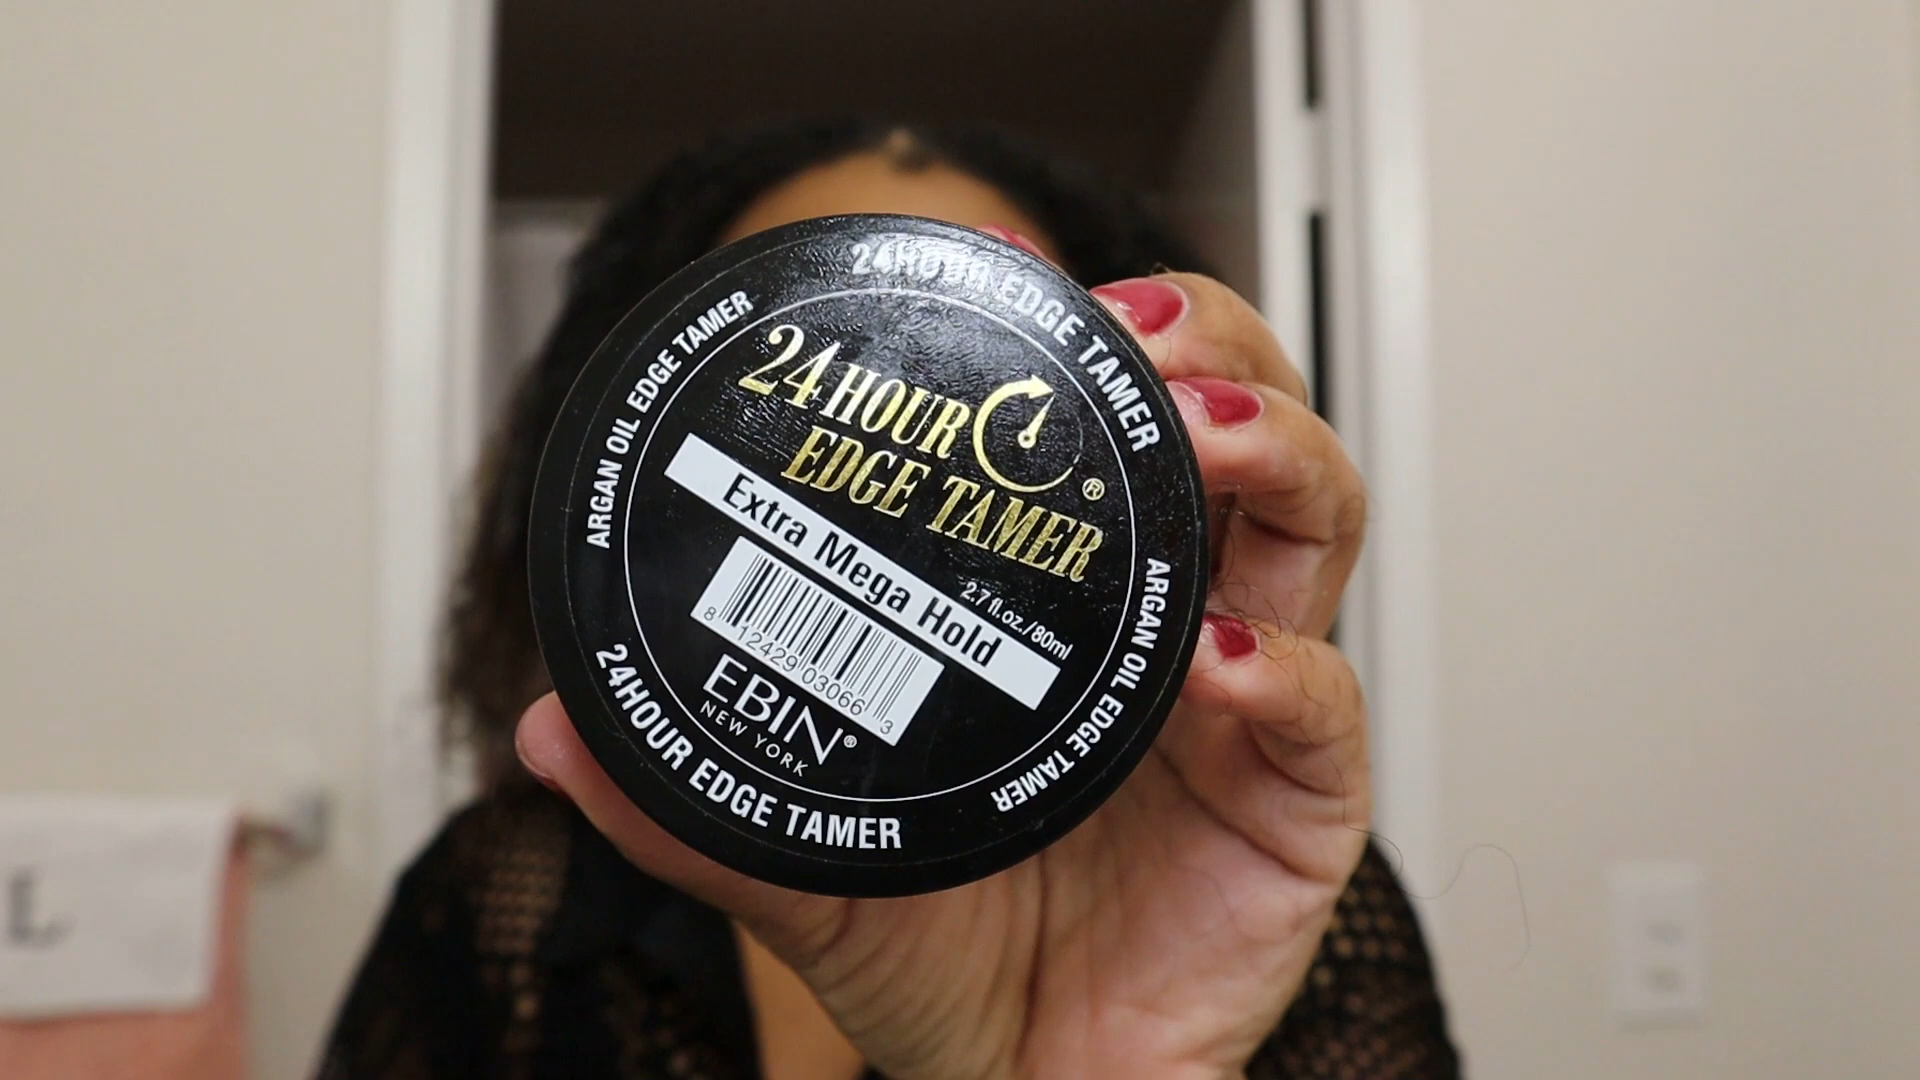 24HOUR EDGE TAMER
ARGAN OIL EDGE TAMER
24 HOUR
EDGE TAMER®
Extra Mega Hold
2.7 fl.oz./80ml
8 12429 03066 3
EBIN®
NEW YORK
ARGAN OIL EDGE TAMER
24HOUR EDGE TAMER
L